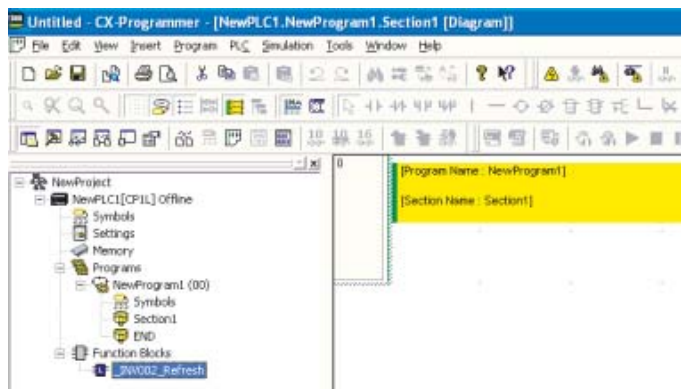 Untitled - CX-Programmer - [NewPLC1.NewProgram1.Section1 [Diagram]]
File Edit View Insert Program PLC Simulation Tools Window Help
10 16
0
[Program Name : NewProgram1]
[Section Name : Section1]
NewProject
NewPLC1[CP1L] Offline
Symbols
Settings
Memory
Programs
NewProgram1 (00)
Symbols
Section1
END
Function Blocks
_INV002_Refresh